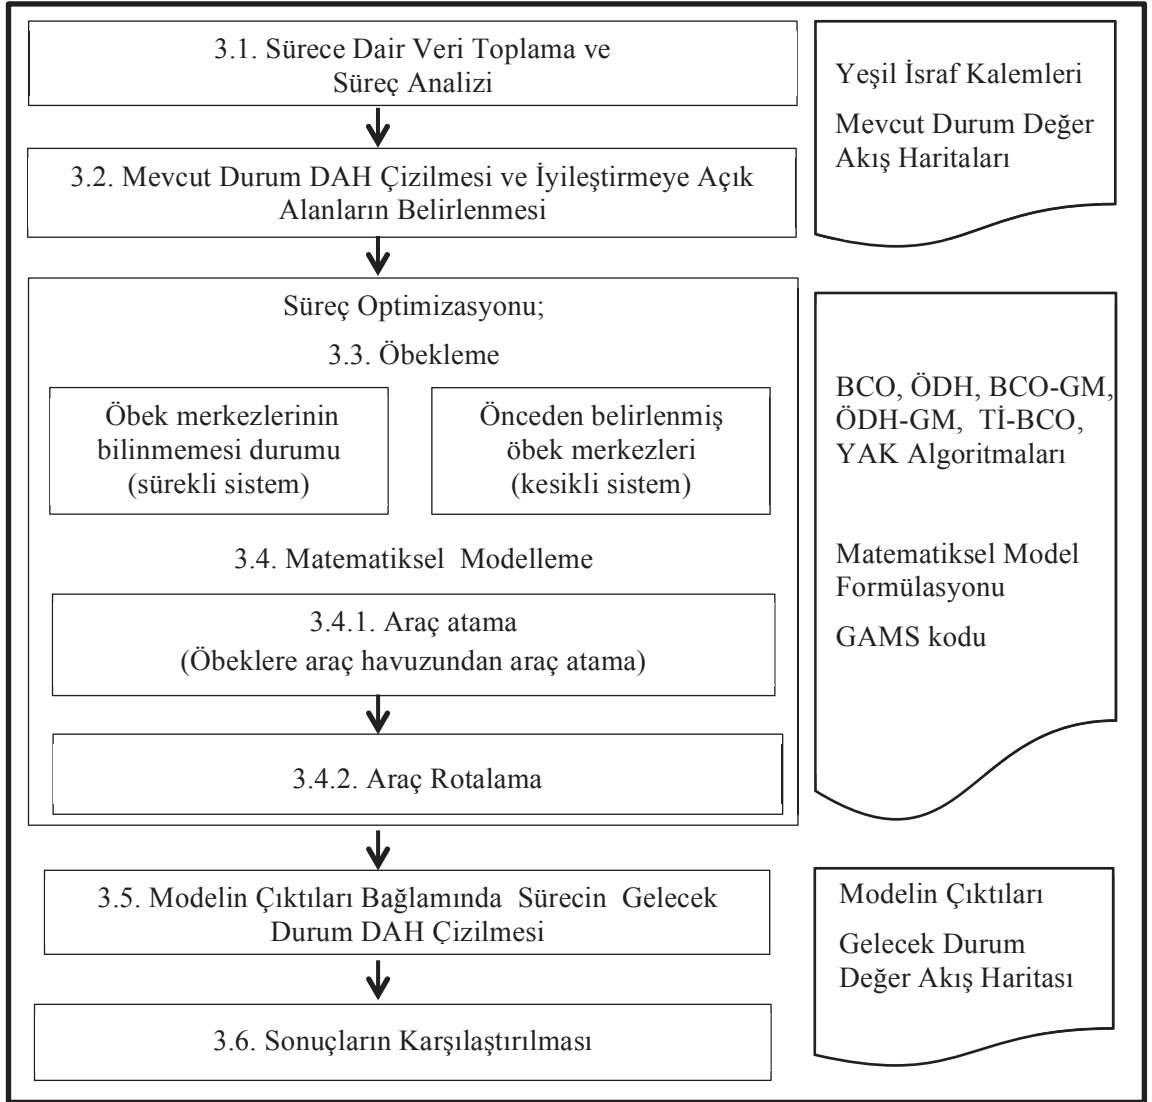 3.1. Sürece Dair Veri Toplama ve
Süreç Analizi
3.2. Mevcut Durum DAH Çizilmesi ve İyileştirmeye Açık
Alanların Belirlenmesi
Yeşil İsraf Kalemleri
Mevcut Durum Değer
Akış Haritaları
Süreç Optimizasyonu;
3.3. Öbekleme
Öbek merkezlerinin
bilinmemesi durumu
(sürekli sistem)
Önceden belirlenmiş
öbek merkezleri
(kesikli sistem)
3.4. Matematiksel Modelleme
3.4.1. Araç atama
(Öbeklere araç havuzundan araç atama)
3.4.2. Araç Rotalama
BCO, ÖDH, BCO-GM,
ÖDH-GM, Tİ-BCO,
YAK Algoritmaları
Matematiksel Model
Formülasyonu
GAMS kodu
3.5. Modelin Çıktıları Bağlamında Sürecin Gelecek
Durum DAH Çizilmesi
3.6. Sonuçların Karşılaştırılması
Modelin Çıktıları
Gelecek Durum
Değer Akış Haritası